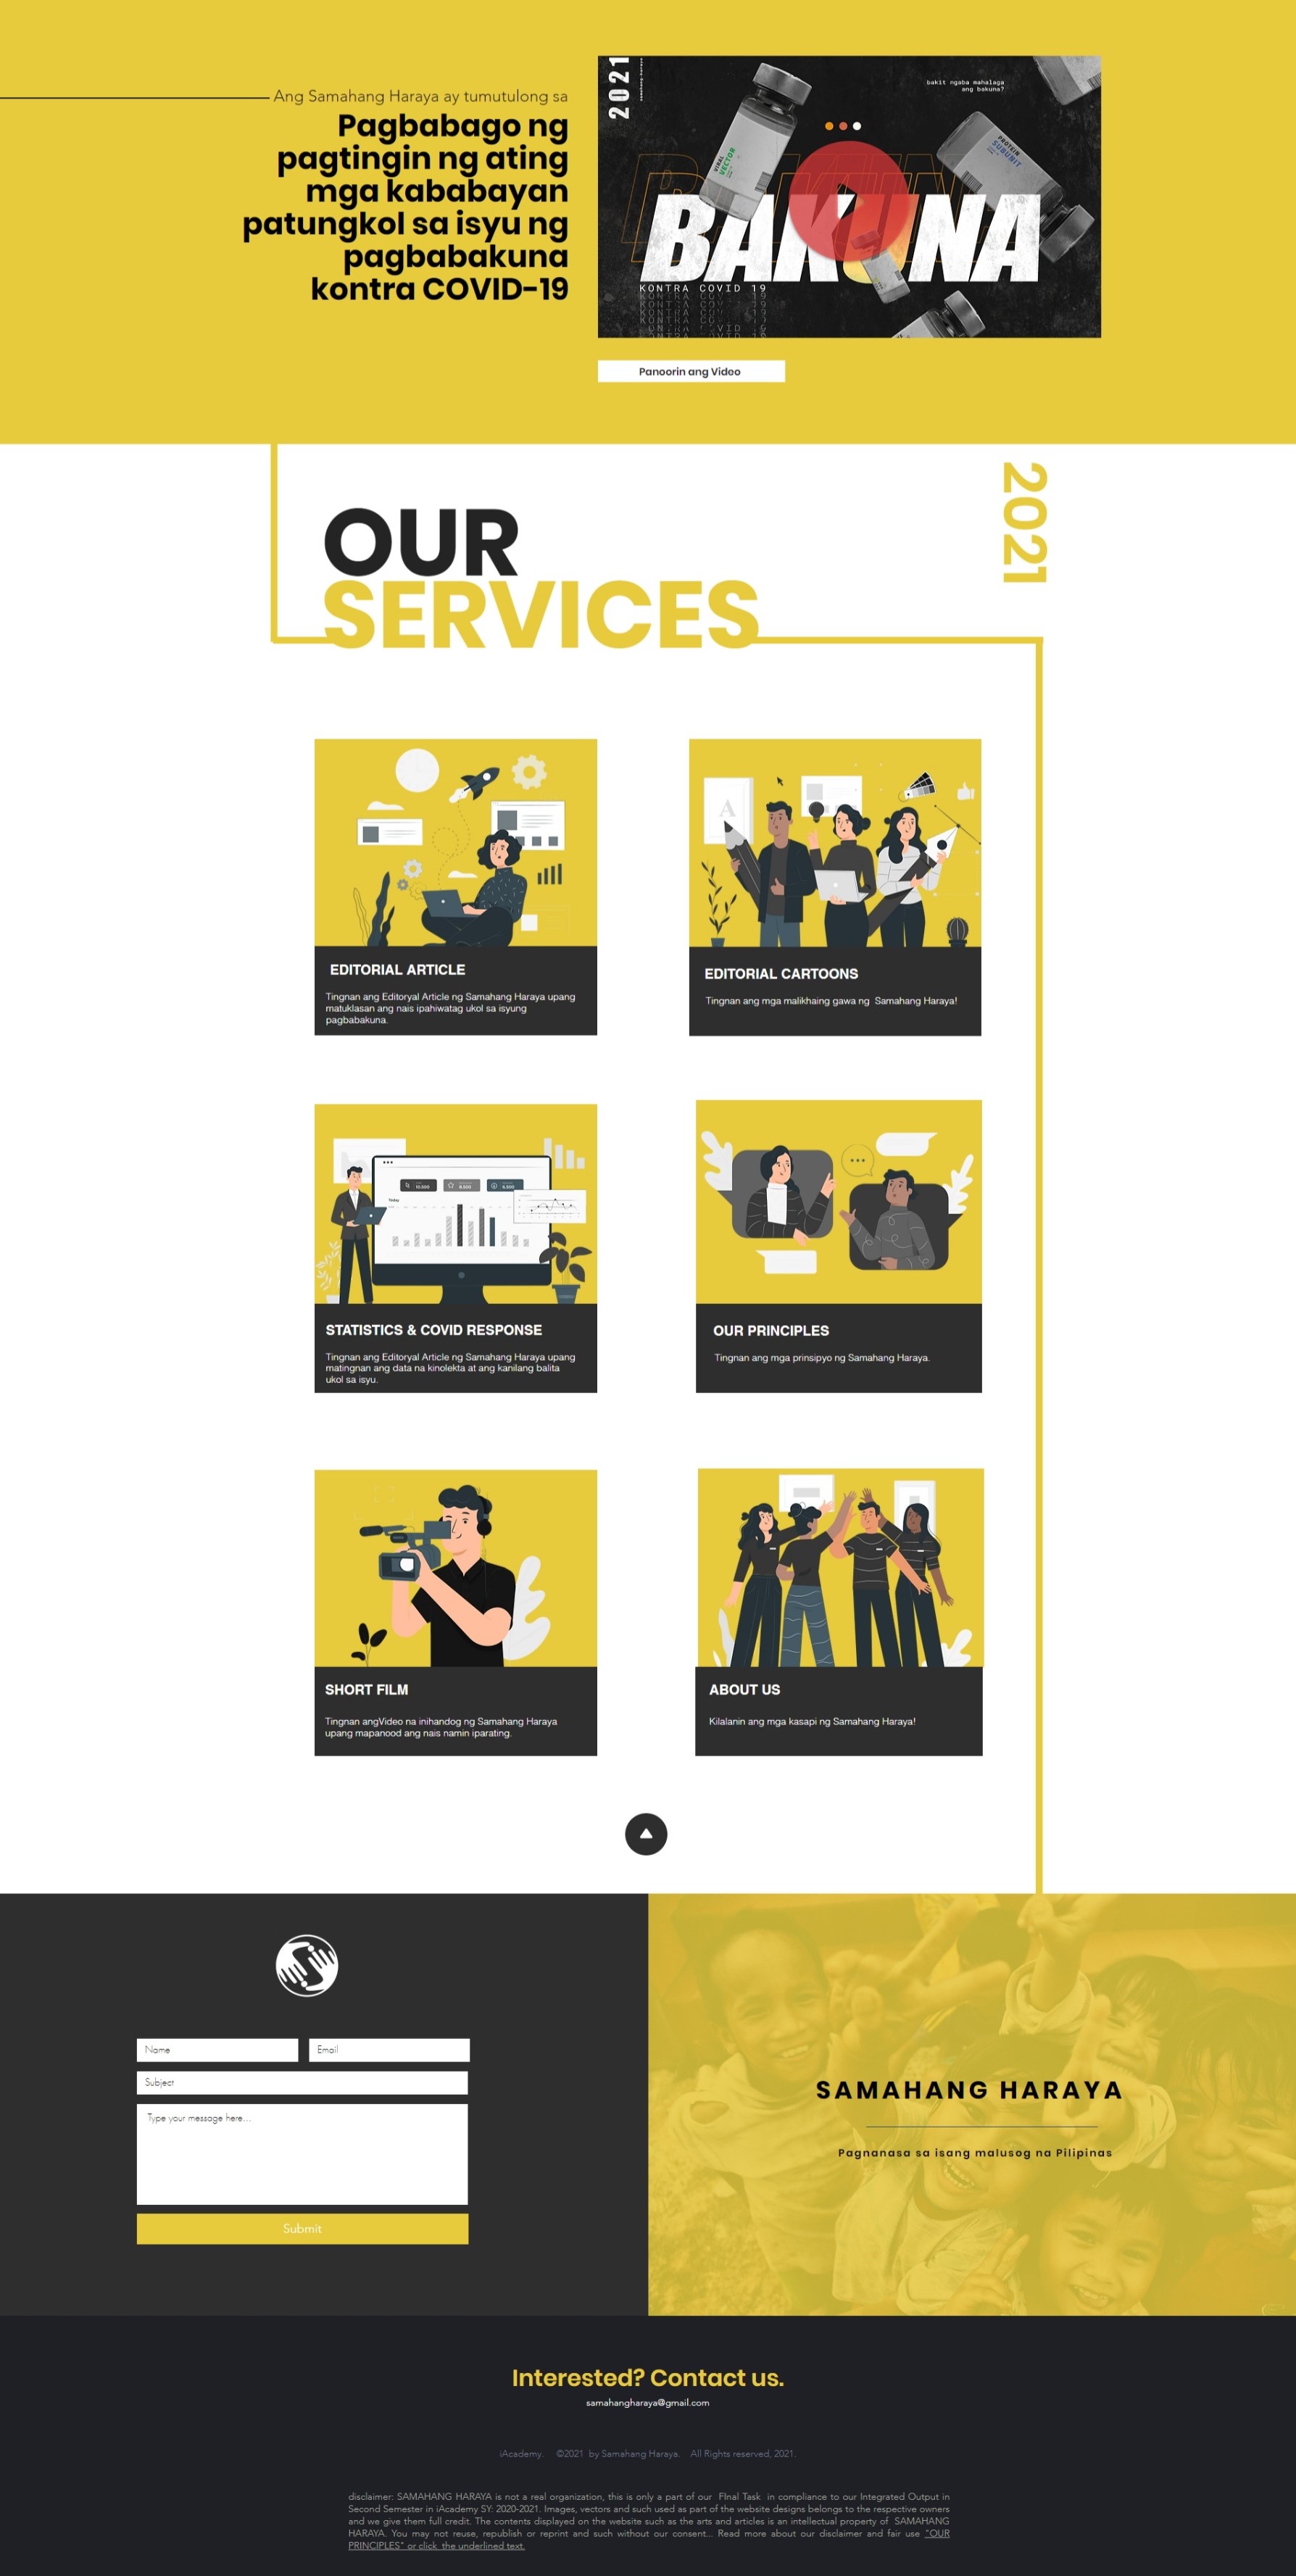 Ang Samahang Haraya ay tumutulong sa
Pagbabago ng
pagtingin ng ating
mga kababayan
patungkol sa isyu ng
pagbabakuna
kontra COVID-19
2021
bakit ngaba mahalaga
ang bakuna?
VIRAL
VECTOR
PROTEIN
SUBUNIT
BAKUNA
BAKUNA
KONTRA COVID 19
Panoorin ang Video
2021
OUR
SERVICES
A
EDITORIAL ARTICLE
Tingnan ang Editoryal Article ng Samahang Haraya upang
matuklasan ang nais ipahiwatag ukol sa isyung
pagbabakuna.
EDITORIAL CARTOONS
Tingnan ang mga malikhaing gawa ng  Samahang Haraya!
10,000
8,500
5,500
Today
STATISTICS & COVID RESPONSE
Tingnan ang Editoryal Article ng Samahang Haraya upang
matingnan ang data na kinolekta at ang kanilang balita
ukol sa isyu.
OUR PRINCIPLES
Tingnan ang mga prinsipyo ng Samahang Haraya.
SHORT FILM
Tingnan angVideo na inihandog ng Samahang Haraya
upang mapanood ang nais namin iparating.
ABOUT US
Kilalanin ang mga kasapi ng Samahang Haraya!
Name
Email
Subject
Type your message here...
Submit
SAMAHANG HARAYA
Pagnanasa sa isang malusog na Pilipinas
Interested? Contact us.
samahangharaya@gmail.com
iAcademy.    ©2021  by Samahang Haraya.    All Rights reserved, 2021.
disclaimer: SAMAHANG HARAYA is not a real organization, this is only a part of our  FInal Task  in compliance to our Integrated Output in
Second Semester in iAcademy SY: 2020-2021. Images, vectors and such used as part of the website designs belongs to the respective owners
and we give them full credit. The contents displayed on the website such as the arts and articles is an intellectual property of  SAMAHANG
HARAYA. You may not reuse, republish or reprint and such without our consent... Read more about our disclaimer and fair use "OUR
PRINCIPLES" or click  the underlined text.